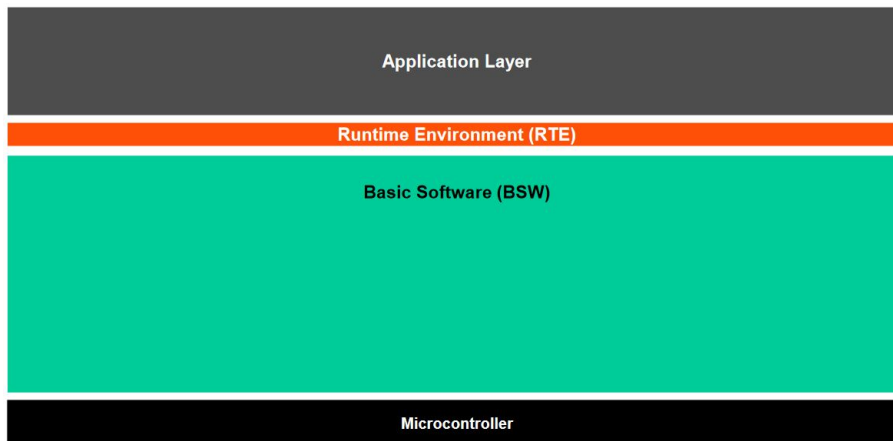 Application Layer
Runtime Environment (RTE)
Basic Software (BSW)
Microcontroller